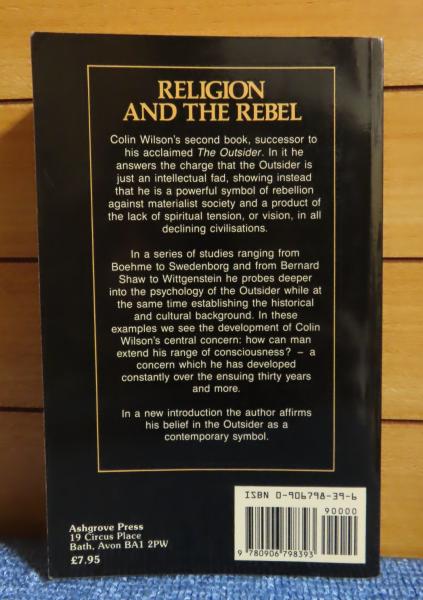 RELIGION
AND THE REBEL
Colin Wilson's second book, successor to
his acclaimed The Outsider. In it he
answers the charge that the Outsider is
just an intellectual fad, showing instead
that he is a powerful symbol of rebellion
against materialist society and a product of
the lack of spiritual tension, or vision, in all
declining civilisations.
In a series of studies ranging from
Boehme to Swedenborg and from Bernard
Shaw to Wittgenstein he probes deeper
into the psychology of the Outsider while at
the same time establishing the historical
and cultural background. In these
examples we see the development of Colin
Wilson's central concern: how can man
extend his range of consciousness? – a
concern which he has developed
constantly over the ensuing thirty years
and more.
In a new introduction the author affirms
his belief in the Outsider as a
contemporary symbol.
ISBN 0-906798-39-6
90000
9 780906 798393
Ashgrove Press
19 Circus Place
Bath, Avon BA1 2PW
£7.95